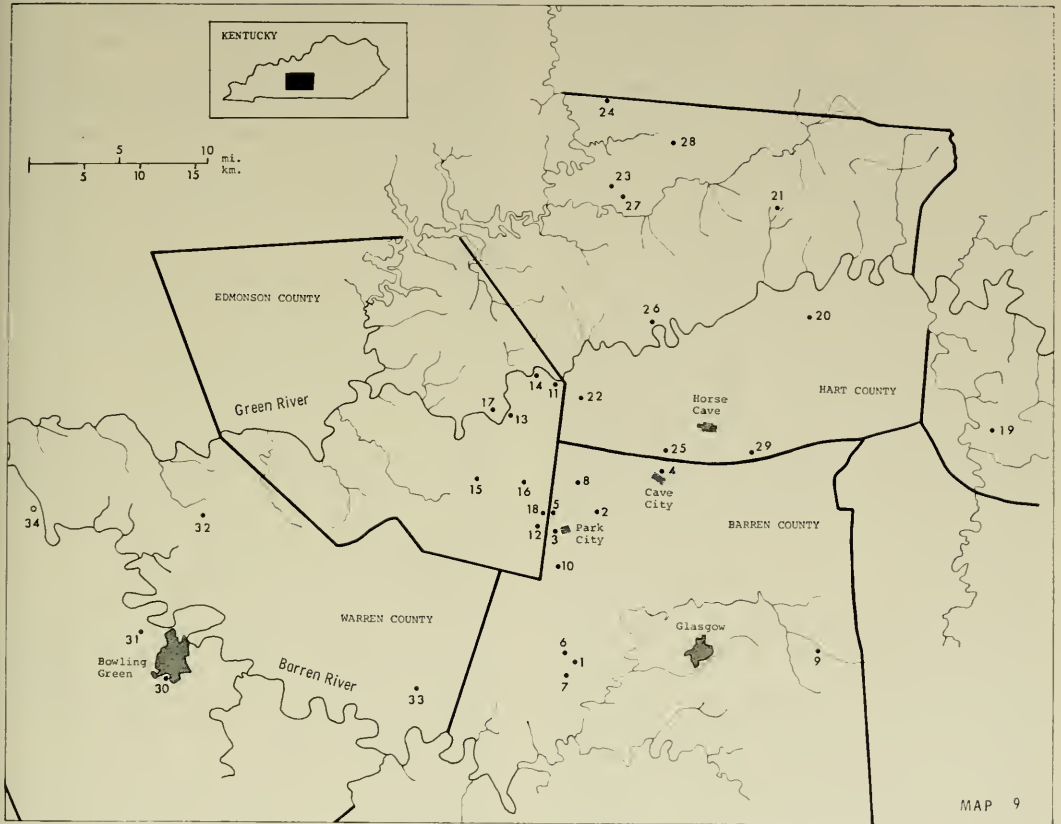 KENTUCKY
5 10 mi.
5 10 15 km.
24
28
23
27
21
EDMONSON COUNTY
26
20
14
11
22
HART COUNTY
Green River
17
13
Horse
Cave
19
25
29
4
15
16
8
Cave
City
34
32
18
5
2
BARREN COUNTY
12
3
Park
City
10
WARREN COUNTY
Glasgow
31
6
1
9
Bowling
Green
Barren River
7
30
33
MAP 9